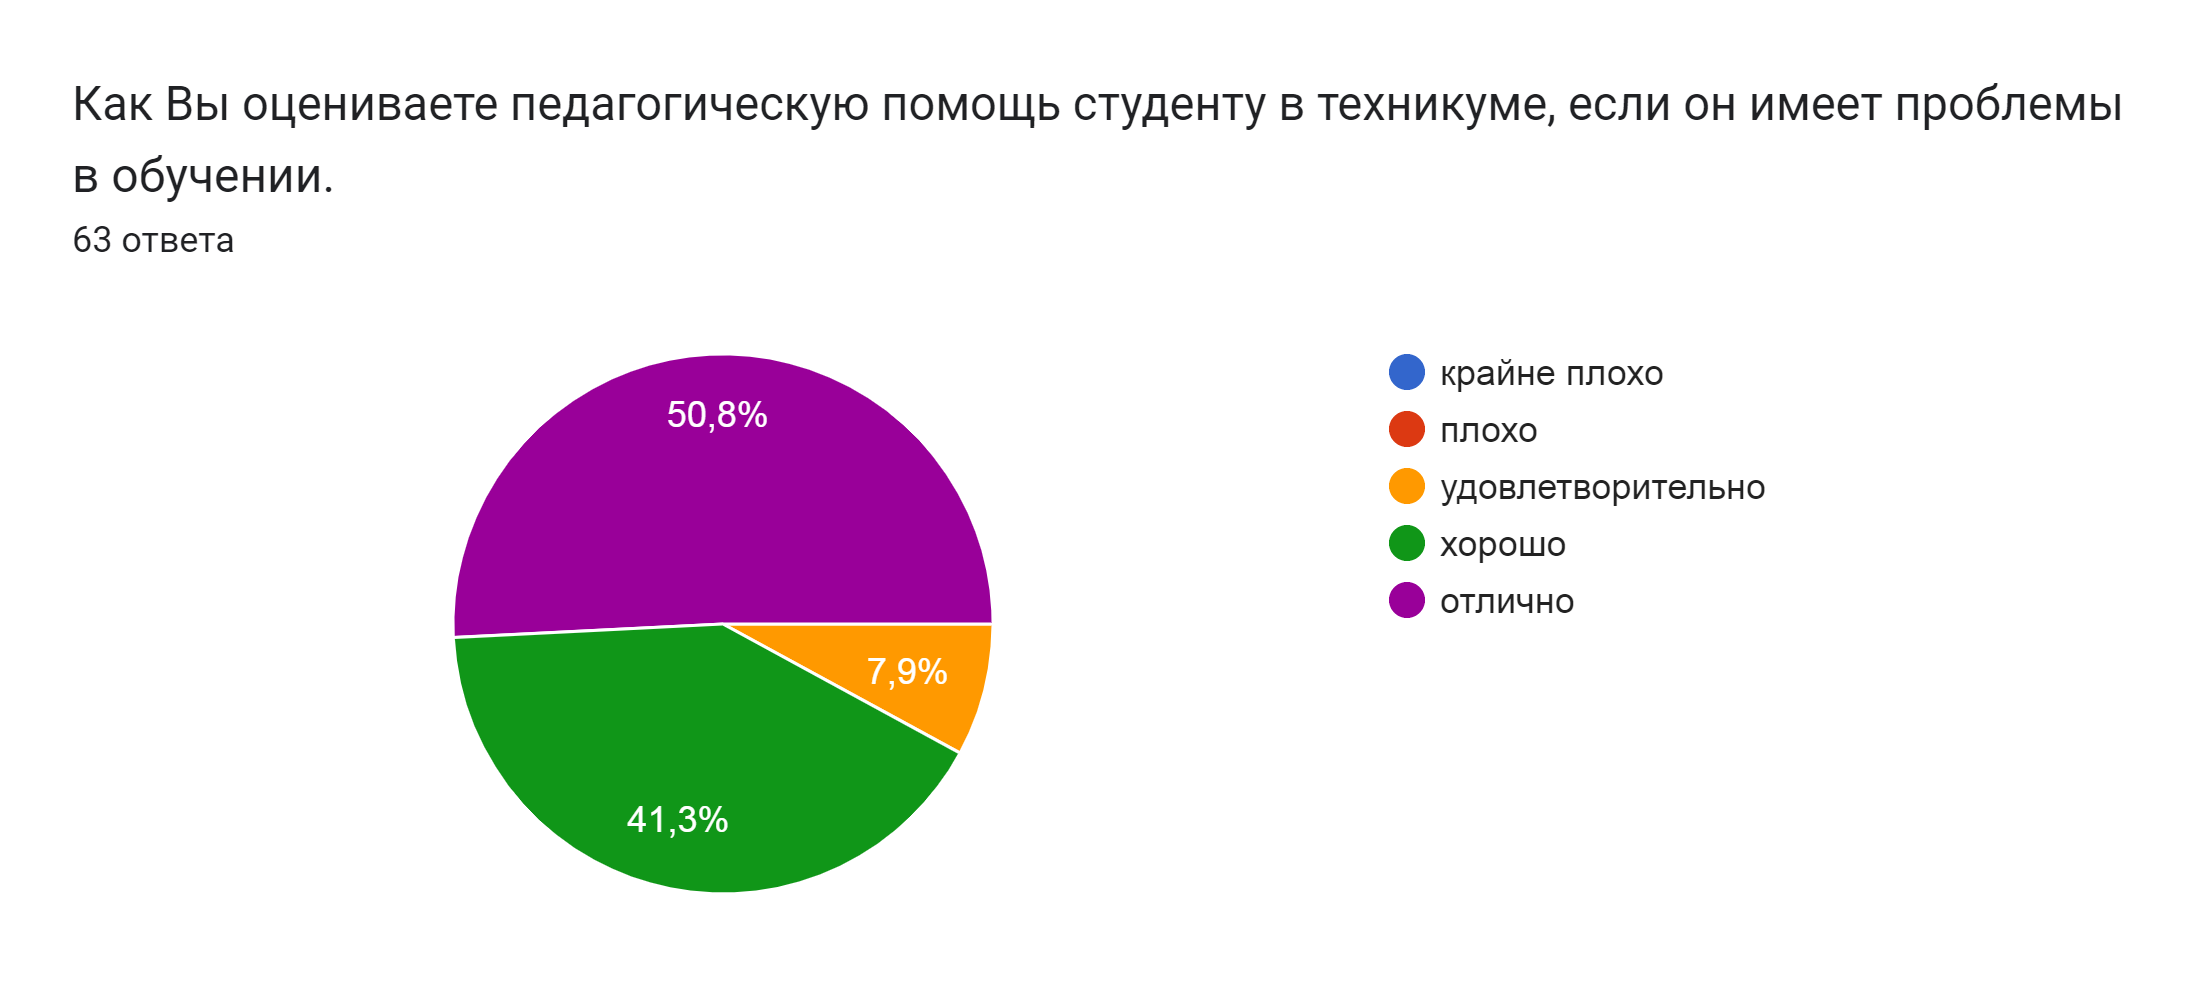 Как Вы оцениваете педагогическую помощь студенту в техникуме, если он имеет проблемы
в обучении.
63 ответа
50,8%
7,9%
41,3%
крайне плохо
плохо
удовлетворительно
хорошо
отлично